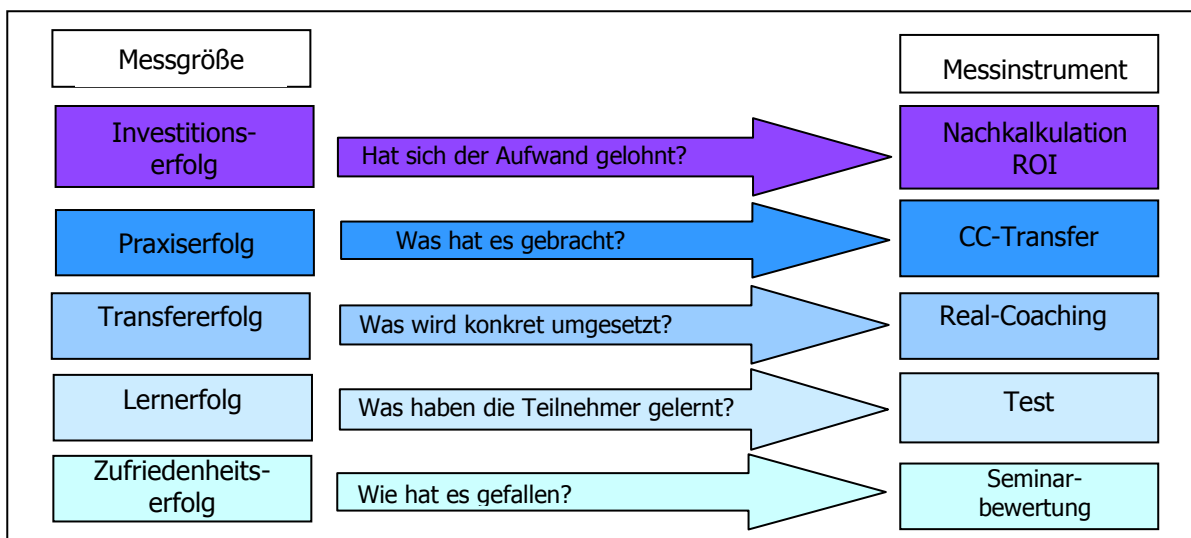 Messgröße
Messinstrument
Investitions-
erfolg
Hat sich der Aufwand gelohnt?
Nachkalkulation
ROI
Praxiserfolg
Was hat es gebracht?
CC-Transfer
Transfererfolg
Was wird konkret umgesetzt?
Real-Coaching
Lernerfolg
Was haben die Teilnehmer gelernt?
Test
Zufriedenheits-
erfolg
Wie hat es gefallen?
Seminar-
bewertung